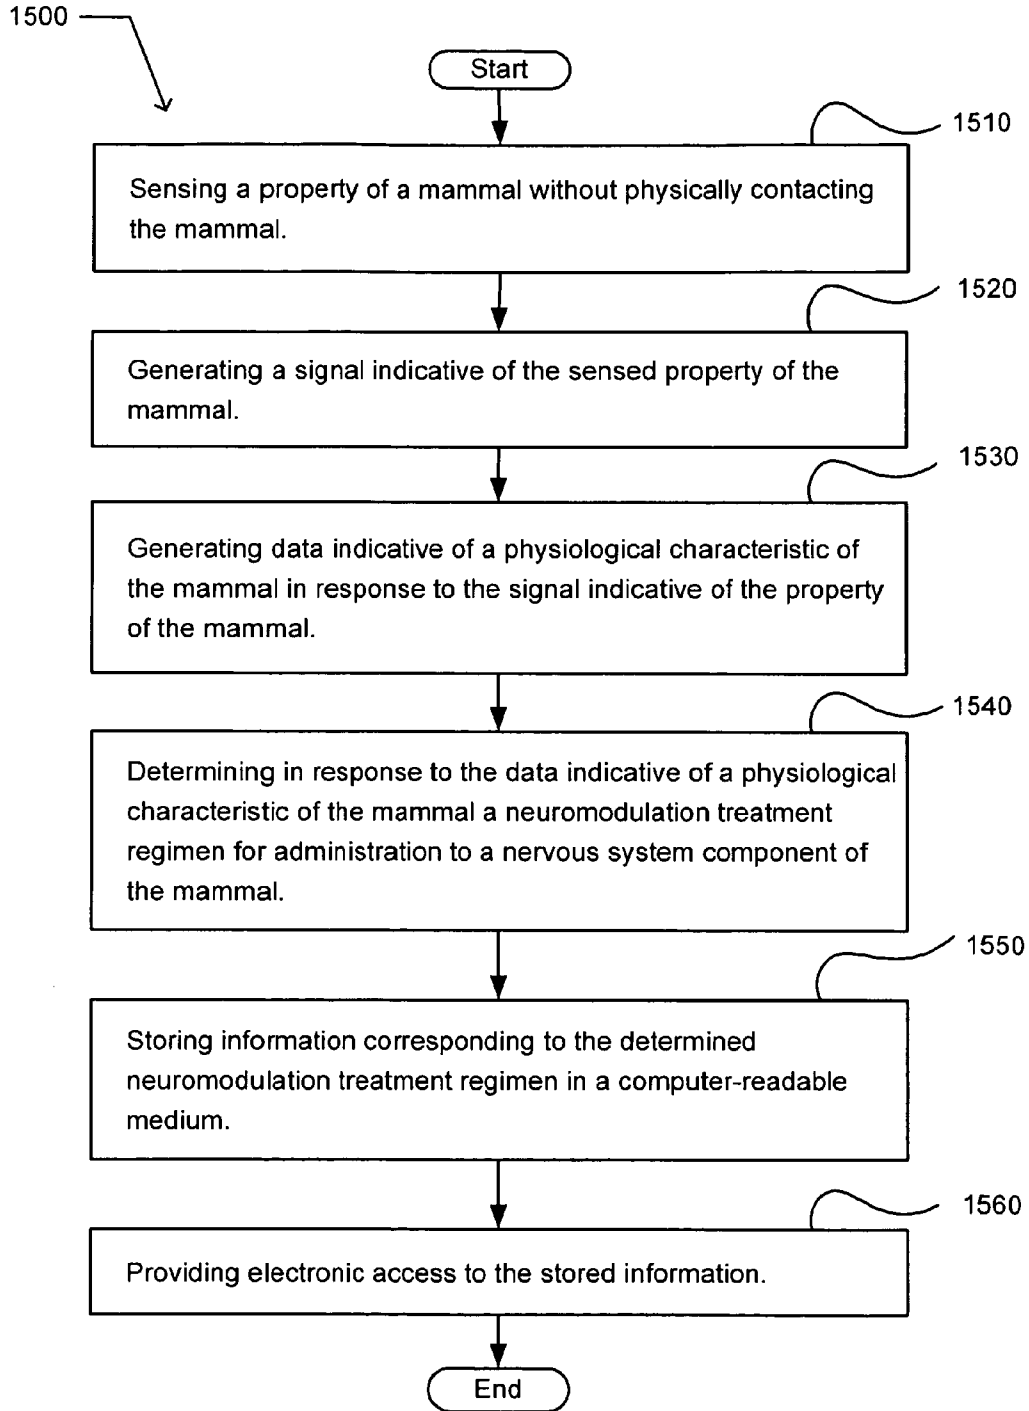 1500
Start
1510
Sensing a property of a mammal without physically contacting
the mammal.
1520
Generating a signal indicative of the sensed property of the
mammal.
1530
Generating data indicative of a physiological characteristic of
the mammal in response to the signal indicative of the property
of the mammal.
1540
Determining in response to the data indicative of a physiological
characteristic of the mammal a neuromodulation treatment
regimen for administration to a nervous system component of
the mammal.
1550
Storing information corresponding to the determined
neuromodulation treatment regimen in a computer-readable
medium.
1560
Providing electronic access to the stored information.
End